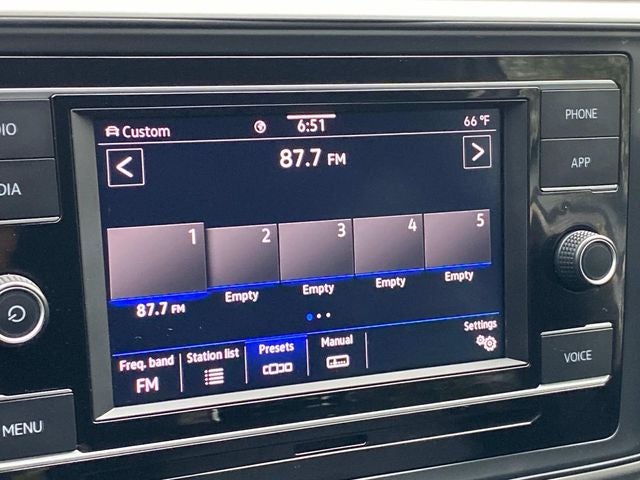 Custom
6:51
66 °F
87.7 FM
1
2
3
4
5
87.7 FM
Empty
Empty
Empty
Empty
Freq. band
FM
Station list
Presets
Manual
Settings
DIO
DIA
MENU
PHONE
APP
VOICE